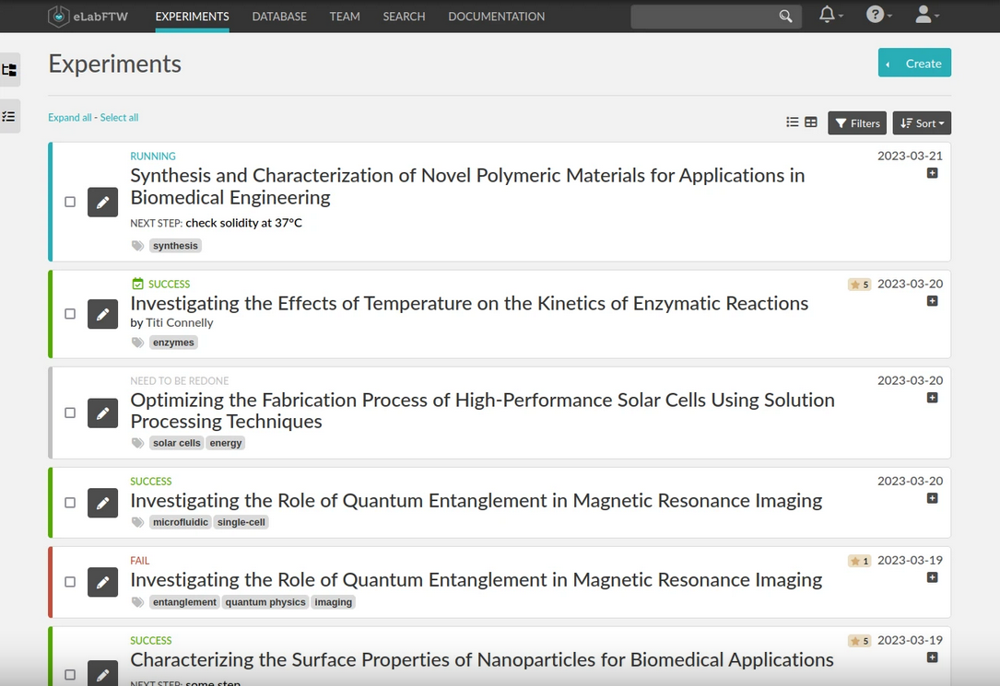 eLabFTW EXPERIMENTS DATABASE TEAM SEARCH DOCUMENTATION
Experiments
Create
Expand all - Select all
Filters
Sort
RUNNING
2023-03-21
Synthesis and Characterization of Novel Polymeric Materials for Applications in
Biomedical Engineering
NEXT STEP: check solidity at 37°C
synthesis
SUCCESS
5 2023-03-20
Investigating the Effects of Temperature on the Kinetics of Enzymatic Reactions
by Titi Connelly
enzymes
NEED TO BE REDONE
2023-03-20
Optimizing the Fabrication Process of High-Performance Solar Cells Using Solution
Processing Techniques
solar cells energy
SUCCESS
2023-03-20
Investigating the Role of Quantum Entanglement in Magnetic Resonance Imaging
microfluidic single-cell
FAIL
1 2023-03-19
Investigating the Role of Quantum Entanglement in Magnetic Resonance Imaging
entanglement quantum physics imaging
SUCCESS
5 2023-03-19
Characterizing the Surface Properties of Nanoparticles for Biomedical Applications
NEXT STEP: some step